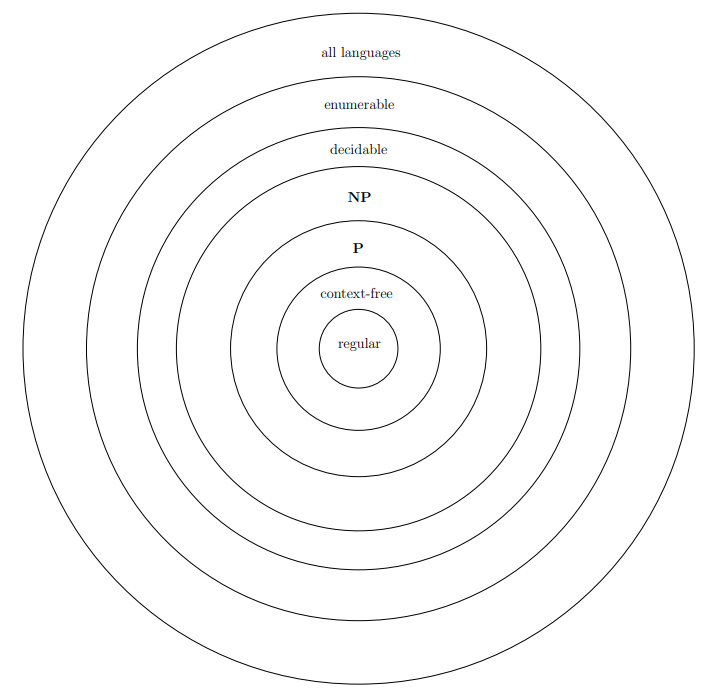 all languages
enumerable
decidable
NP
P
context-free
regular